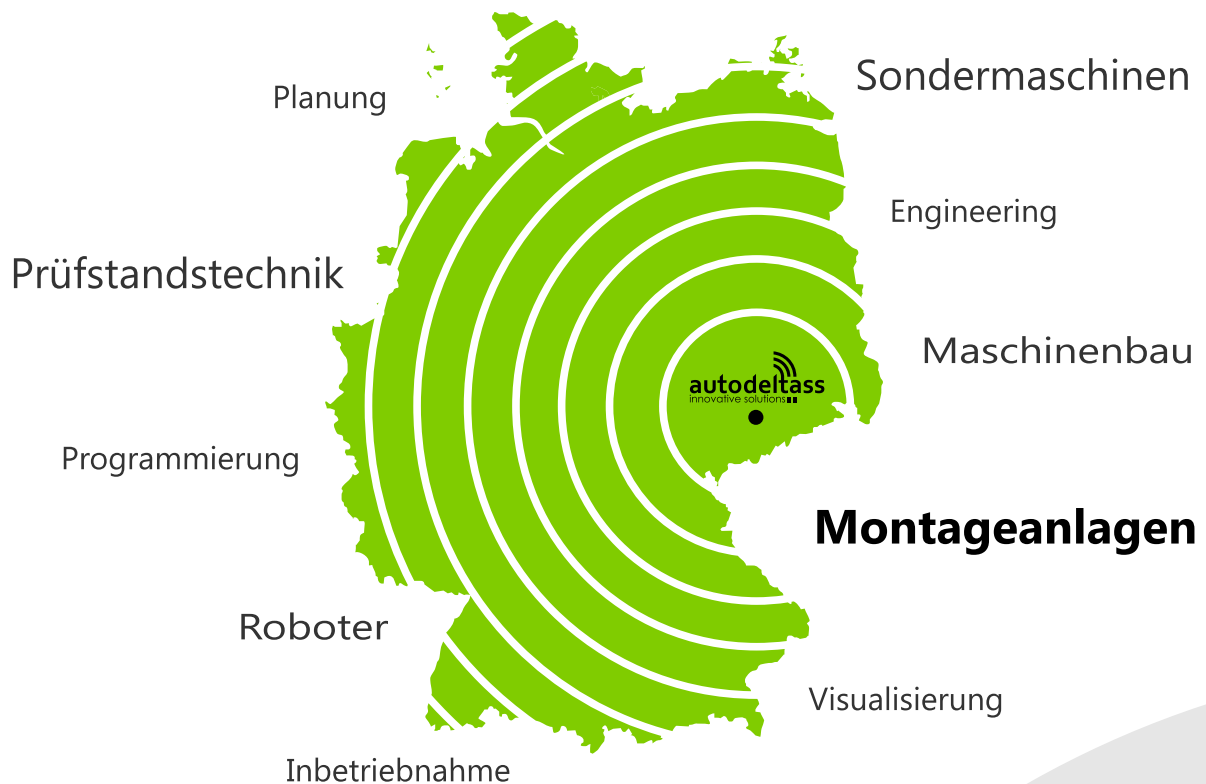 Sondermaschinen
Planung
Engineering
Prüfstandstechnik
Maschinenbau
autodeltass
innovative solutions
Programmierung
Montageanlagen
Roboter
Visualisierung
Inbetriebnahme